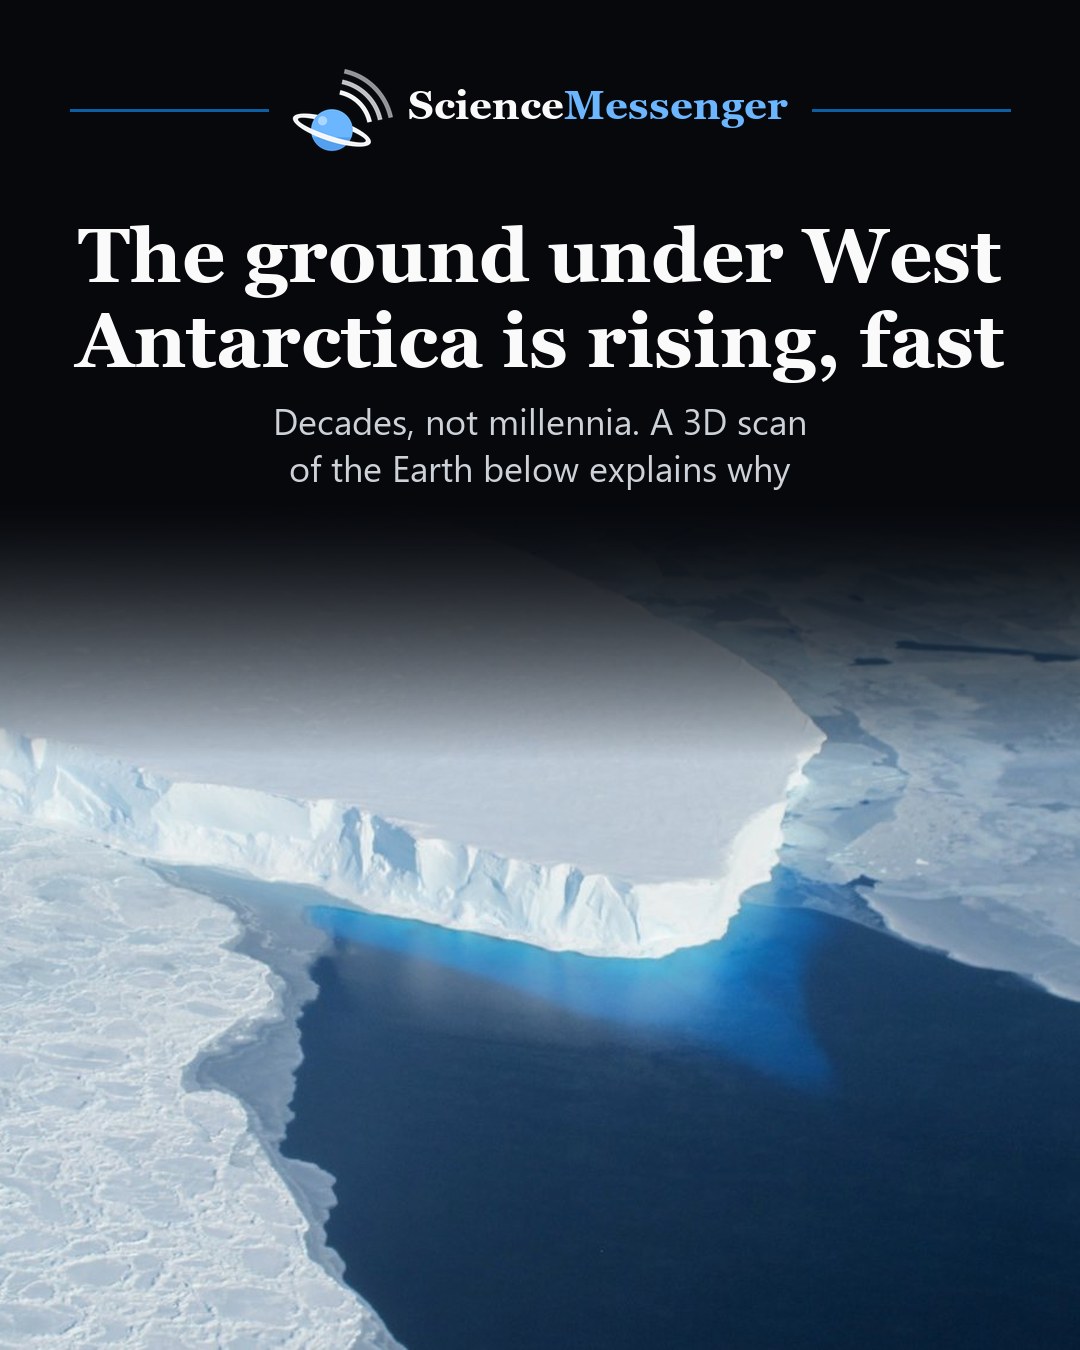 ScienceMessenger
The ground under West
Antarctica is rising, fast
Decades, not millennia. A 3D scan
of the Earth below explains why